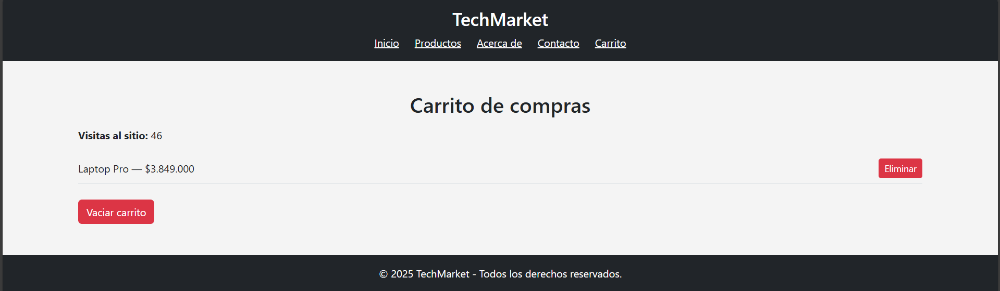 TechMarket
Inicio Productos Acerca de Contacto Carrito
Carrito de compras
Visitas al sitio: 46
Laptop Pro — $3.849.000 Eliminar
Vaciar carrito
© 2025 TechMarket - Todos los derechos reservados.